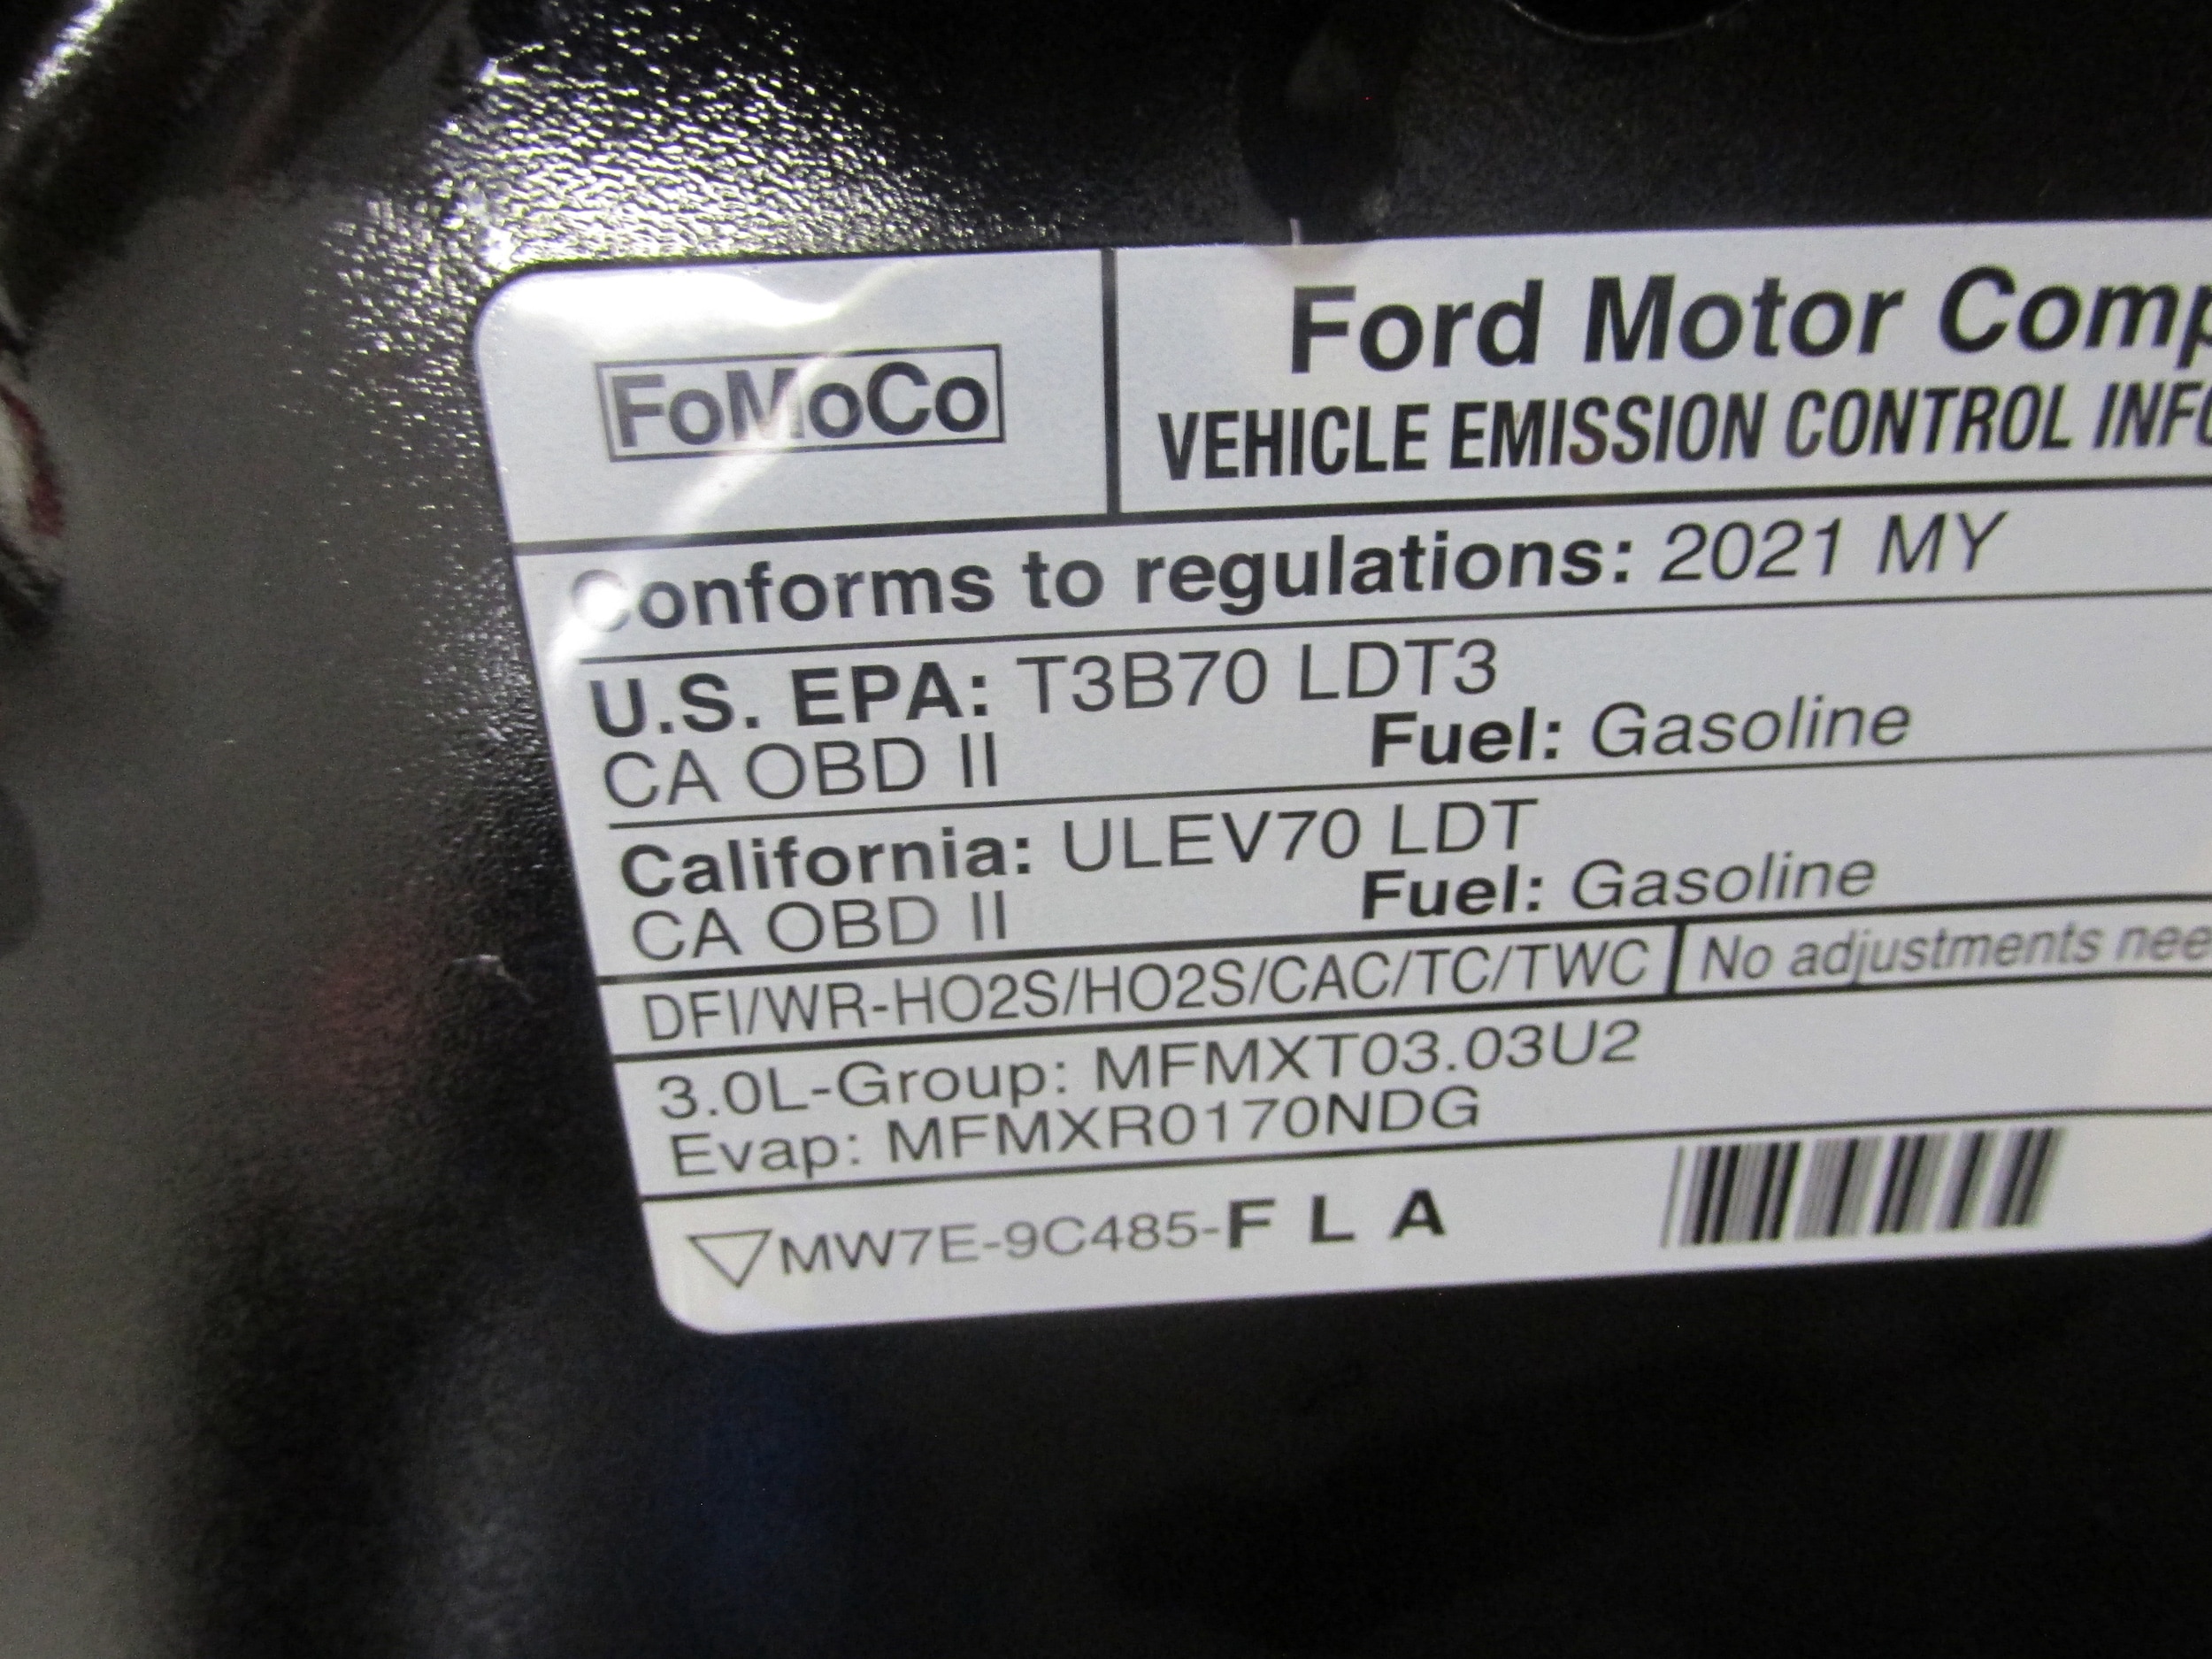 FoMoCo
Ford Motor Comp
VEHICLE EMISSION CONTROL INFO
Conforms to regulations: 2021 MY
U.S. EPA: T3B70 LDT3
CA OBD II Fuel: Gasoline
California: ULEV70 LDT
CA OBD II Fuel: Gasoline
DFI/WR-HO2S/HO2S/CAC/TC/TWC No adjustments nee
3.0L-Group: MFMXT03.03U2
Evap: MFMXR0170NDG
MW7E-9C485-F L A